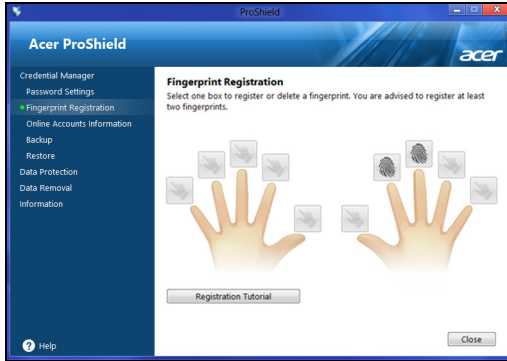 ProShield
Acer ProShield
acer
Credential Manager
Password Settings
Fingerprint Registration
Online Accounts Information
Backup
Restore
Data Protection
Data Removal
Information
Fingerprint Registration
Select one box to register or delete a fingerprint. You are advised to register at least
two fingerprints.
Registration Tutorial
? Help
Close